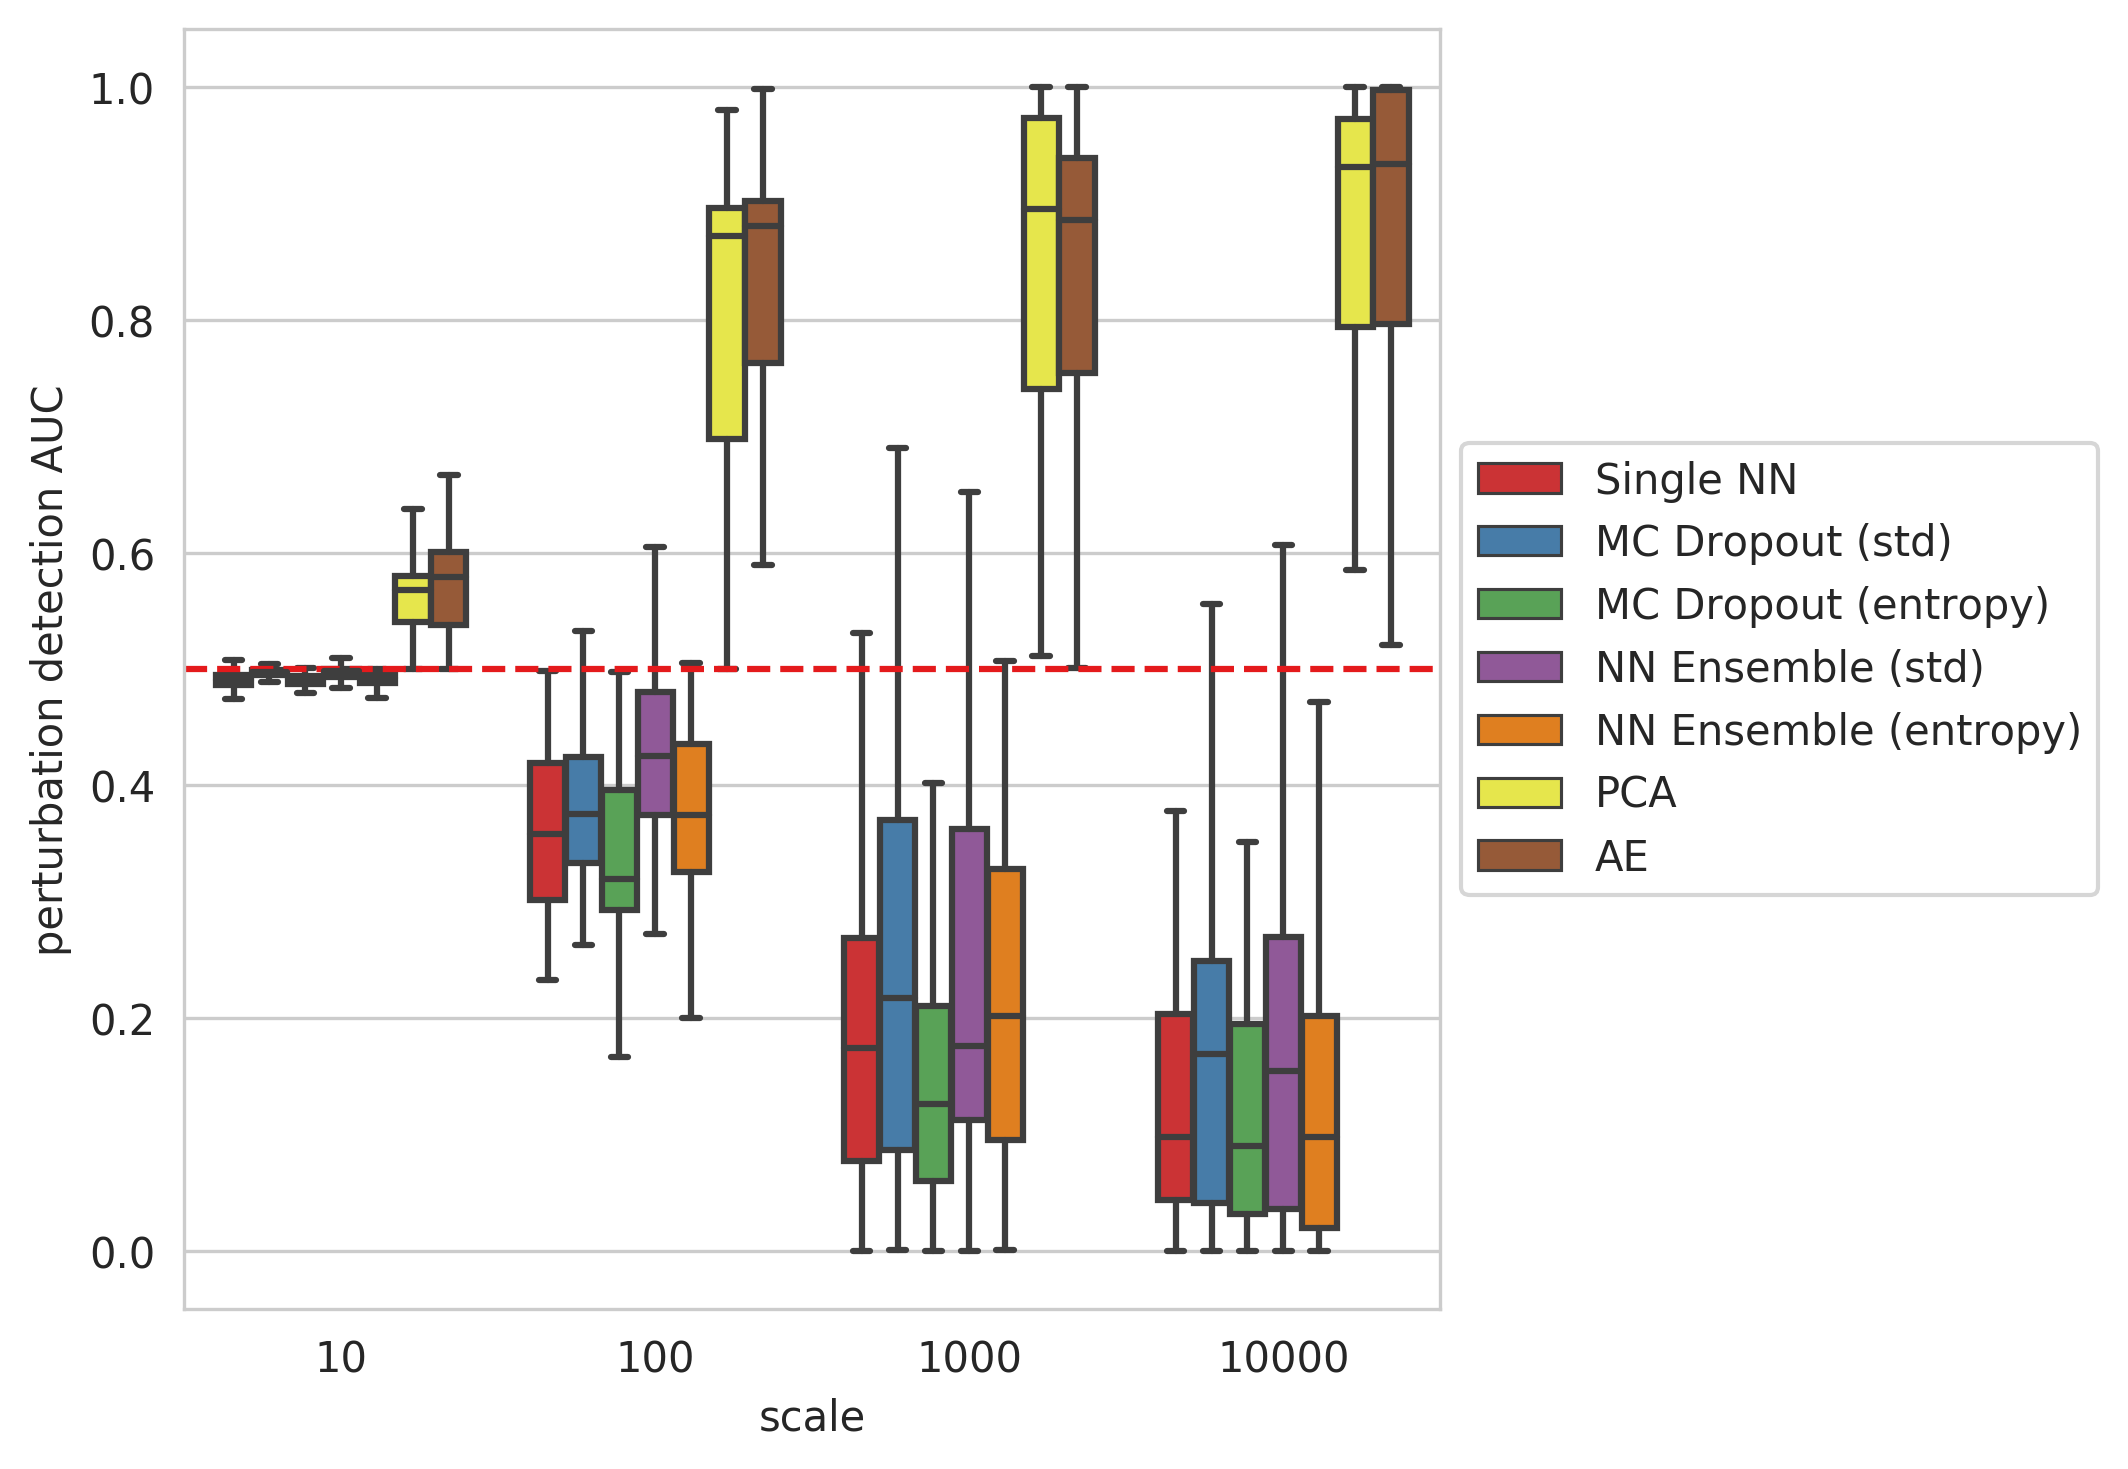 perturbation detection AUC
1.0
0.8
0.6
0.4
0.2
0.0
10
100
1000
10000
scale
Single NN
MC Dropout (std)
MC Dropout (entropy)
NN Ensemble (std)
NN Ensemble (entropy)
PCA
AE